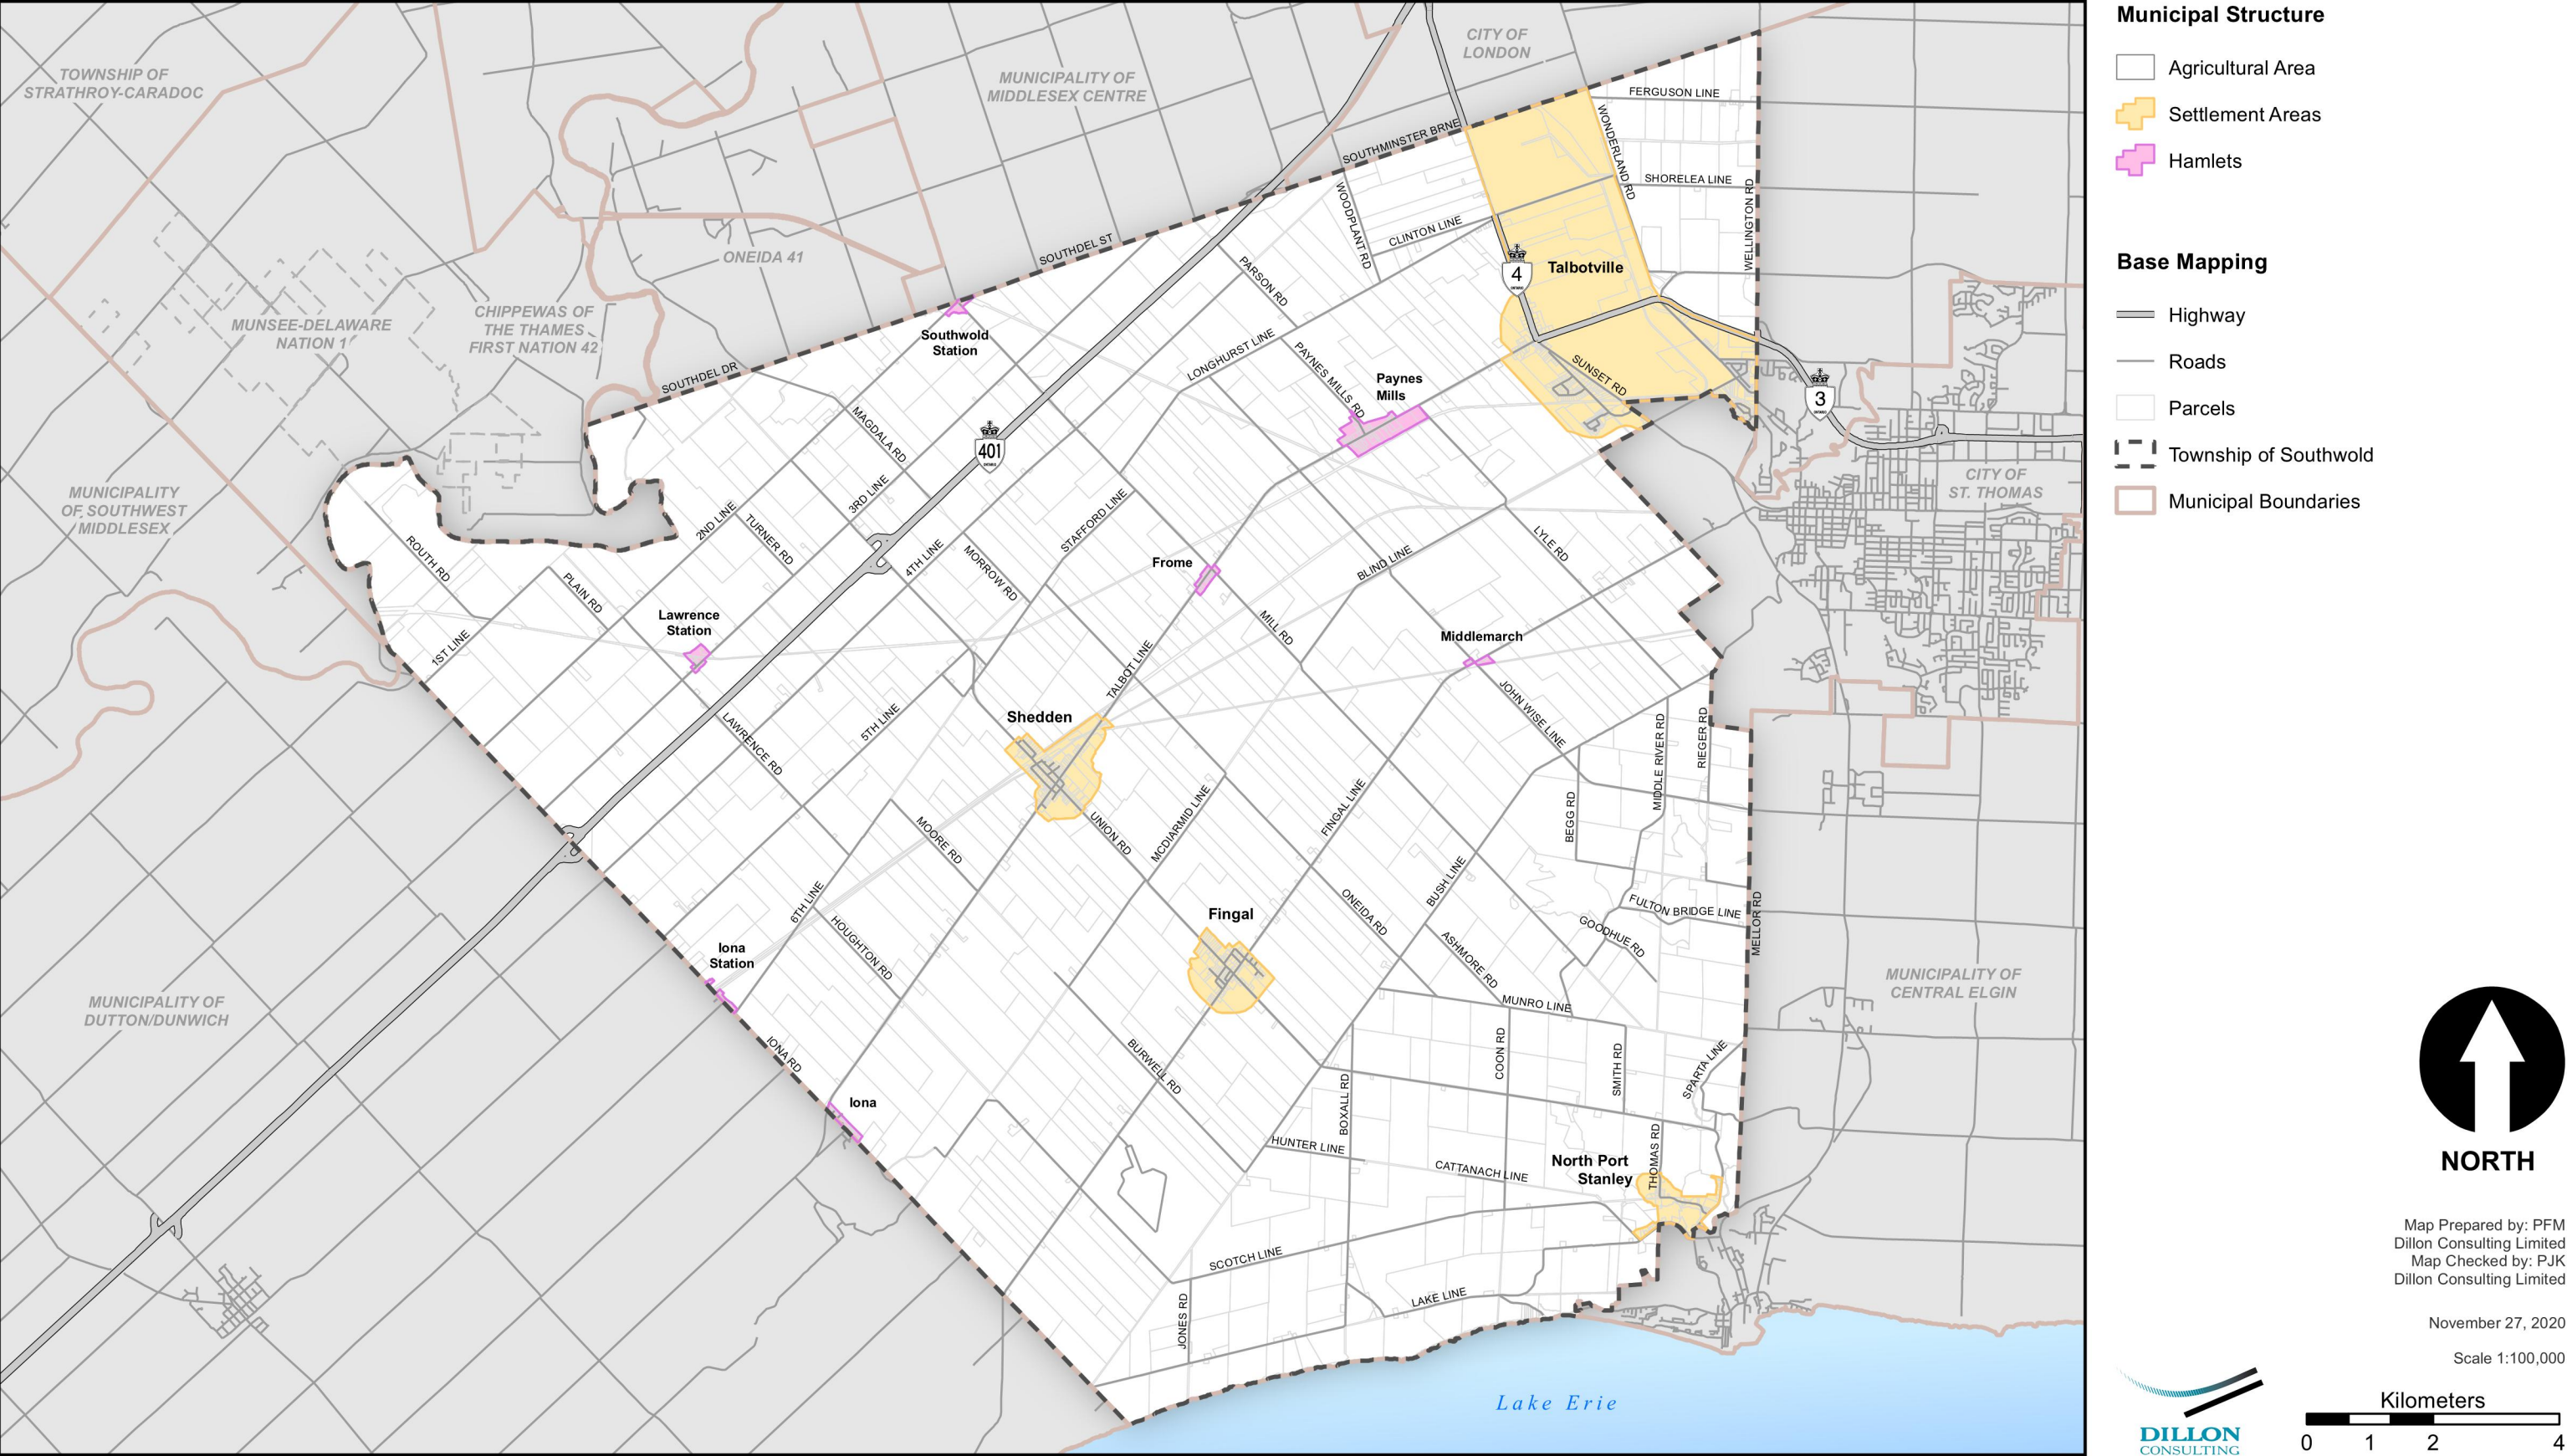 TOWNSHIP OF
STRATHROY-CARADOC
MUNICIPALITY OF
MIDDLESEX CENTRE
CITY OF
LONDON
FERGUSON LINE
WONDERLAND RD
SOUTHMINSTER BRNE
SHORELEA LINE
WELLINGTON RD
WOODPLANT RD
CLINTON LINE
ONEIDA 41
SOUTHDEL ST
PARSON RD
4
ONTARIO
Talbotville
MUNSEE-DELAWARE
NATION 1
CHIPPEWAS OF
THE THAMES
FIRST NATION 42
Southwold
Station
LONGHURST LINE
PAYNES MILLS RD
SUNSET RD
Paynes
Mills
SOUTHDEL DR
3
ONTARIO
MAGDALA RD
401
ONTARIO
CITY OF
ST. THOMAS
MUNICIPALITY
OF SOUTHWEST
MIDDLESEX
3RD LINE
2ND LINE
TURNER RD
STAFFORD LINE
LYLE RD
ROUTH RD
4TH LINE
MORROW RD
Frome
BLIND LINE
PLAIN RD
Lawrence
Station
1ST LINE
MILL RD
Middlemarch
TALBOT LINE
JOHN WISE LINE
Shedden
5TH LINE
LAWRENCE RD
MIDDLE RIVER RD
RIEGER RD
BEGG RD
MOORE RD
UNION RD
MCDIARMID LINE
FINGAL LINE
6TH LINE
HOUGHTON RD
Fingal
ONEIDA RD
BUSH LINE
ASHMORE RD
GOODHUE RD
FULTON BRIDGE LINE
MELLOR RD
Iona
Station
MUNICIPALITY OF
CENTRAL ELGIN
MUNICIPALITY OF
DUTTON/DUNWICH
MUNRO LINE
IONA RD
BURWELL RD
COON RD
SMITH RD
SPARTA LINE
Iona
BOXALL RD
HUNTER LINE
CATTANACH LINE
North Port
Stanley
THOMAS RD
SCOTCH LINE
LAKE LINE
JONES RD
Lake Erie
Municipal Structure
Agricultural Area
Settlement Areas
Hamlets
Base Mapping
Highway
Roads
Parcels
Township of Southwold
Municipal Boundaries
NORTH
Map Prepared by: PFM
Dillon Consulting Limited
Map Checked by: PJK
Dillon Consulting Limited
November 27, 2020
Scale 1:100,000
Kilometers
0 1 2 4
DILLON
CONSULTING